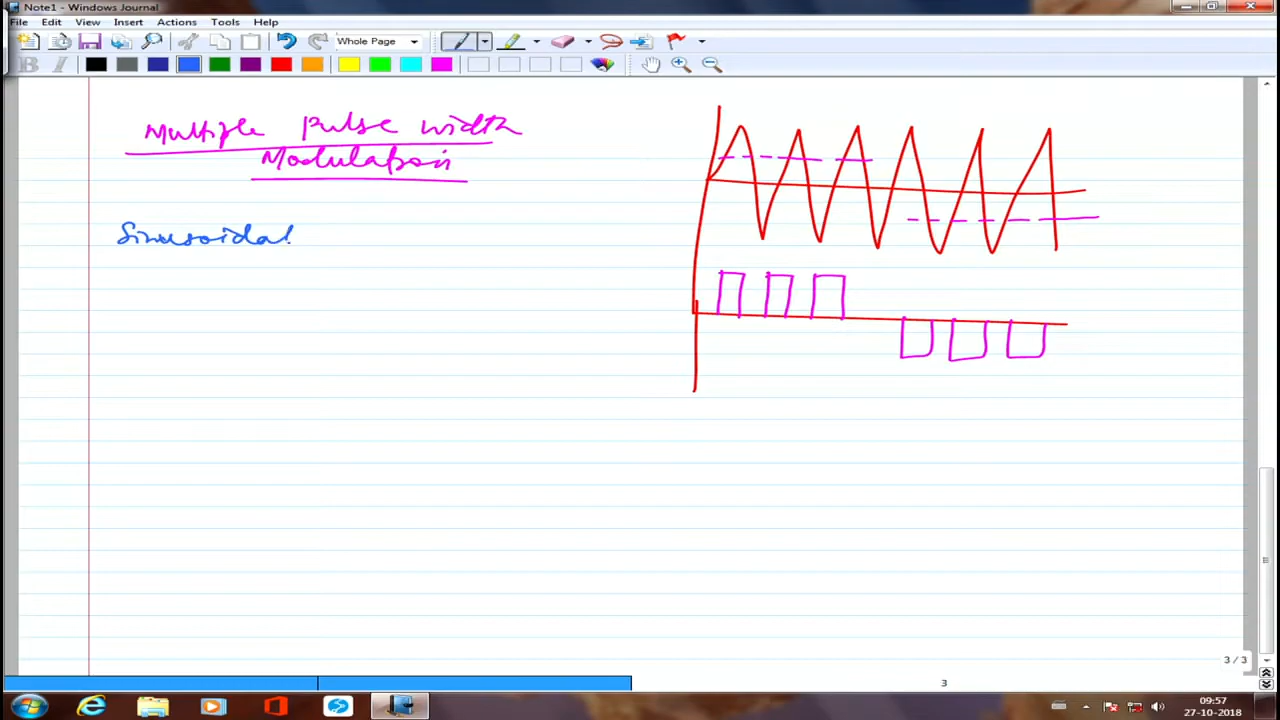 Note1 - Windows Journal
File Edit View Insert Actions Tools Help
Whole Page
B I
Multiple Pulse width
Modulation
Sinusoidal
3 / 3
3
09:57
27-10-2018